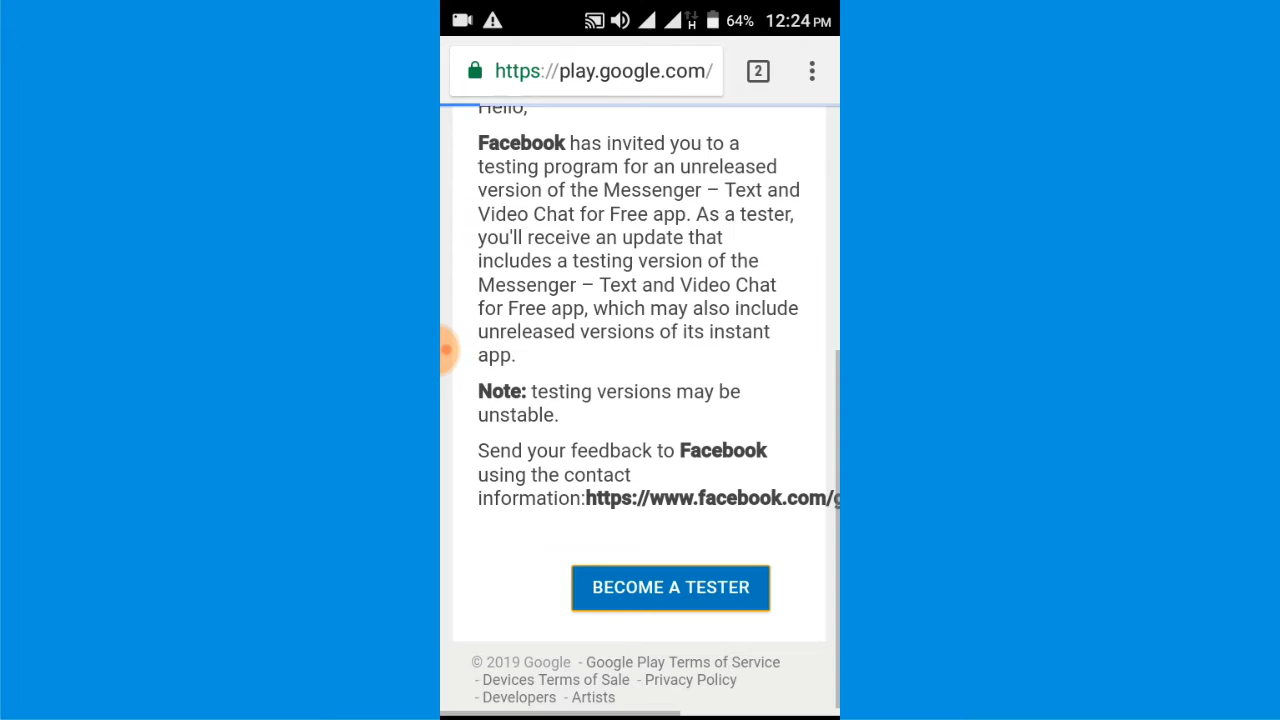 H 64% 12:24 PM
https://play.google.com/ 2
Hello,
Facebook has invited you to a
testing program for an unreleased
version of the Messenger – Text and
Video Chat for Free app. As a tester,
you'll receive an update that
includes a testing version of the
Messenger – Text and Video Chat
for Free app, which may also include
unreleased versions of its instant
app.
Note: testing versions may be
unstable.
Send your feedback to Facebook
using the contact
information:https://www.facebook.com/g
BECOME A TESTER
© 2019 Google - Google Play Terms of Service
- Devices Terms of Sale - Privacy Policy
- Developers - Artists